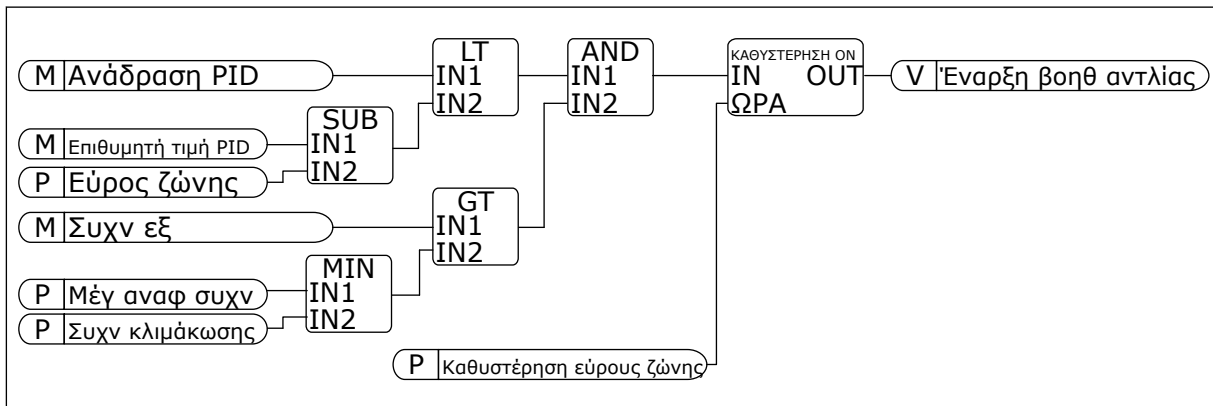 LT
AND
M Ανάδραση PID
IN1
IN2
IN1
IN2
ΚΑΘΥΣΤΕΡΗΣΗ ON
IN OUT
ΩΡΑ
V Έναρξη βοηθ αντλίας
SUB
M Επιθυμητή τιμή PID
IN1
P Εύρος ζώνης
IN2
GT
M Συχν εξ
IN1
IN2
MIN
P Μέγ αναφ συχν
IN1
P Συχν κλιμάκωσης
IN2
P Καθυστέρηση εύρους ζώνης